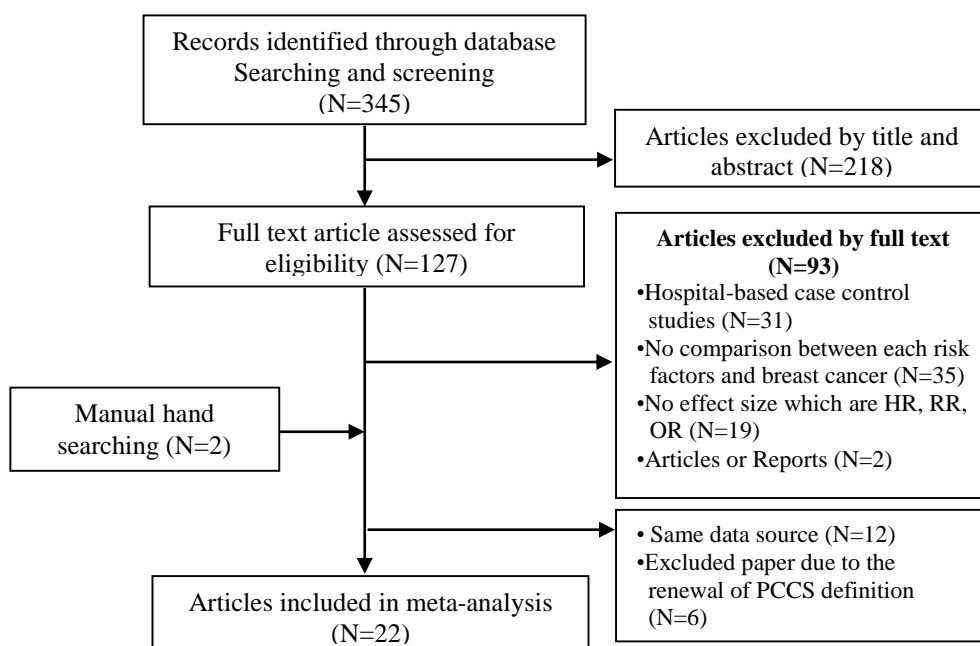 Records identified through database
Searching and screening
(N=345)
Articles excluded by title and
abstract (N=218)
Full text article assessed for
eligibility (N=127)
Articles excluded by full text
(N=93)
•Hospital-based case control
studies (N=31)
•No comparison between each risk
factors and breast cancer (N=35)
•No effect size which are HR, RR,
OR (N=19)
•Articles or Reports (N=2)
Manual hand
searching (N=2)
• Same data source (N=12)
•Excluded paper due to the
renewal of PCCS definition
(N=6)
Articles included in meta-analysis
(N=22)